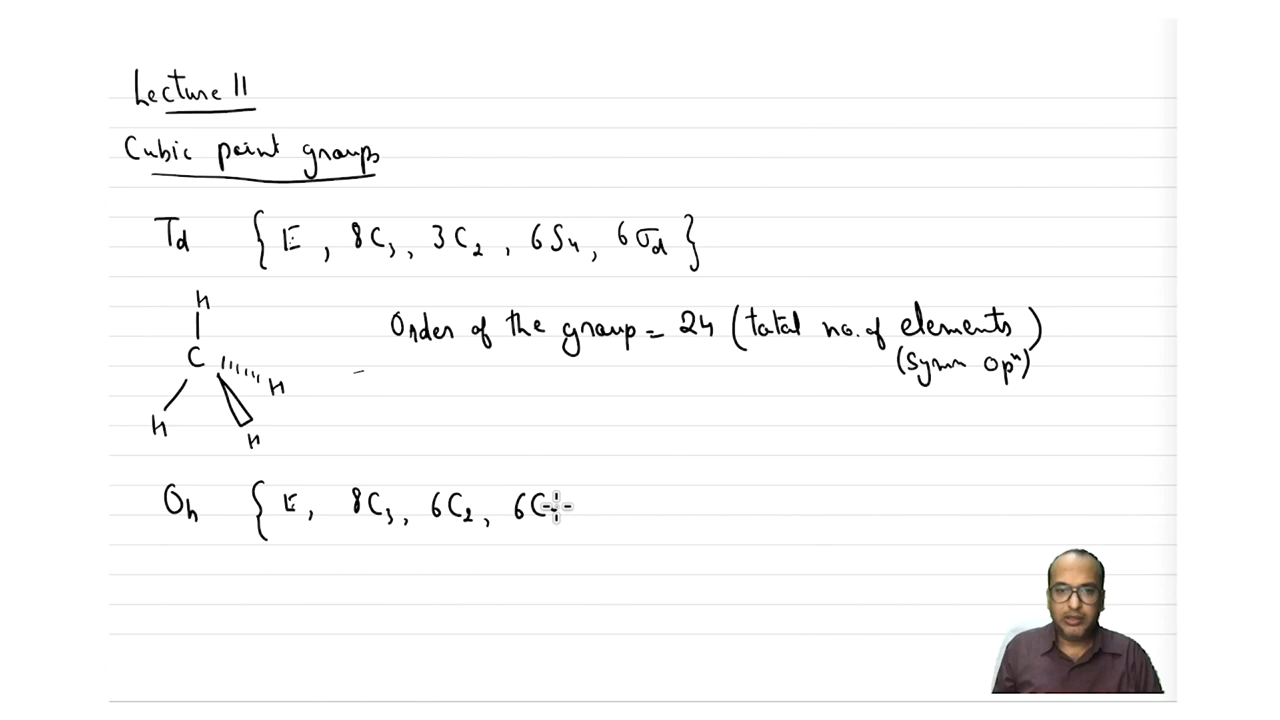 Lecture 11
Cubic point groups
Td { E, 8C3, 3C2, 6S4, 6σd }
H
Order of the group = 24 (total no. of elements)
C
(Symm opⁿ)
H
H
H
Oh { E, 8C3, 6C2, 6C